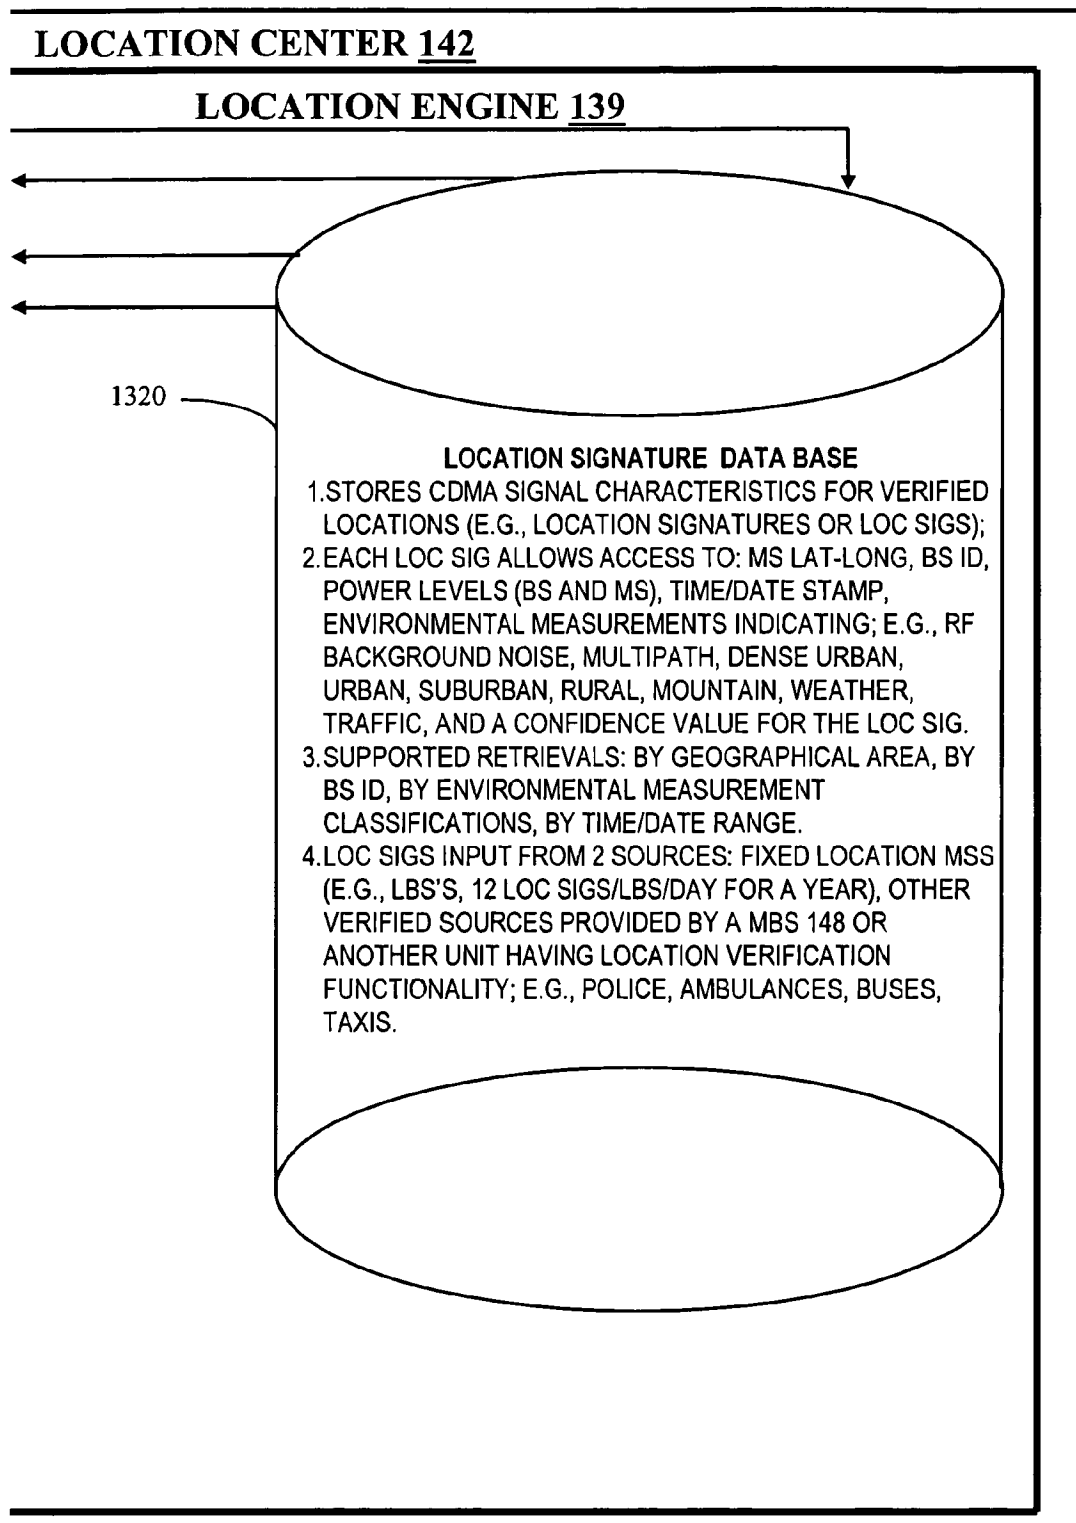 LOCATION CENTER 142
LOCATION ENGINE 139
1320
LOCATION SIGNATURE DATA BASE
1.STORES CDMA SIGNAL CHARACTERISTICS FOR VERIFIED
LOCATIONS (E.G., LOCATION SIGNATURES OR LOC SIGS);
2.EACH LOC SIG ALLOWS ACCESS TO: MS LAT-LONG, BS ID,
POWER LEVELS (BS AND MS), TIME/DATE STAMP,
ENVIRONMENTAL MEASUREMENTS INDICATING; E.G., RF
BACKGROUND NOISE, MULTIPATH, DENSE URBAN,
URBAN, SUBURBAN, RURAL, MOUNTAIN, WEATHER,
TRAFFIC, AND A CONFIDENCE VALUE FOR THE LOC SIG.
3.SUPPORTED RETRIEVALS: BY GEOGRAPHICAL AREA, BY
BS ID, BY ENVIRONMENTAL MEASUREMENT
CLASSIFICATIONS, BY TIME/DATE RANGE.
4.LOC SIGS INPUT FROM 2 SOURCES: FIXED LOCATION MSS
(E.G., LBS'S, 12 LOC SIGS/LBS/DAY FOR A YEAR), OTHER
VERIFIED SOURCES PROVIDED BY A MBS 148 OR
ANOTHER UNIT HAVING LOCATION VERIFICATION
FUNCTIONALITY; E.G., POLICE, AMBULANCES, BUSES,
TAXIS.